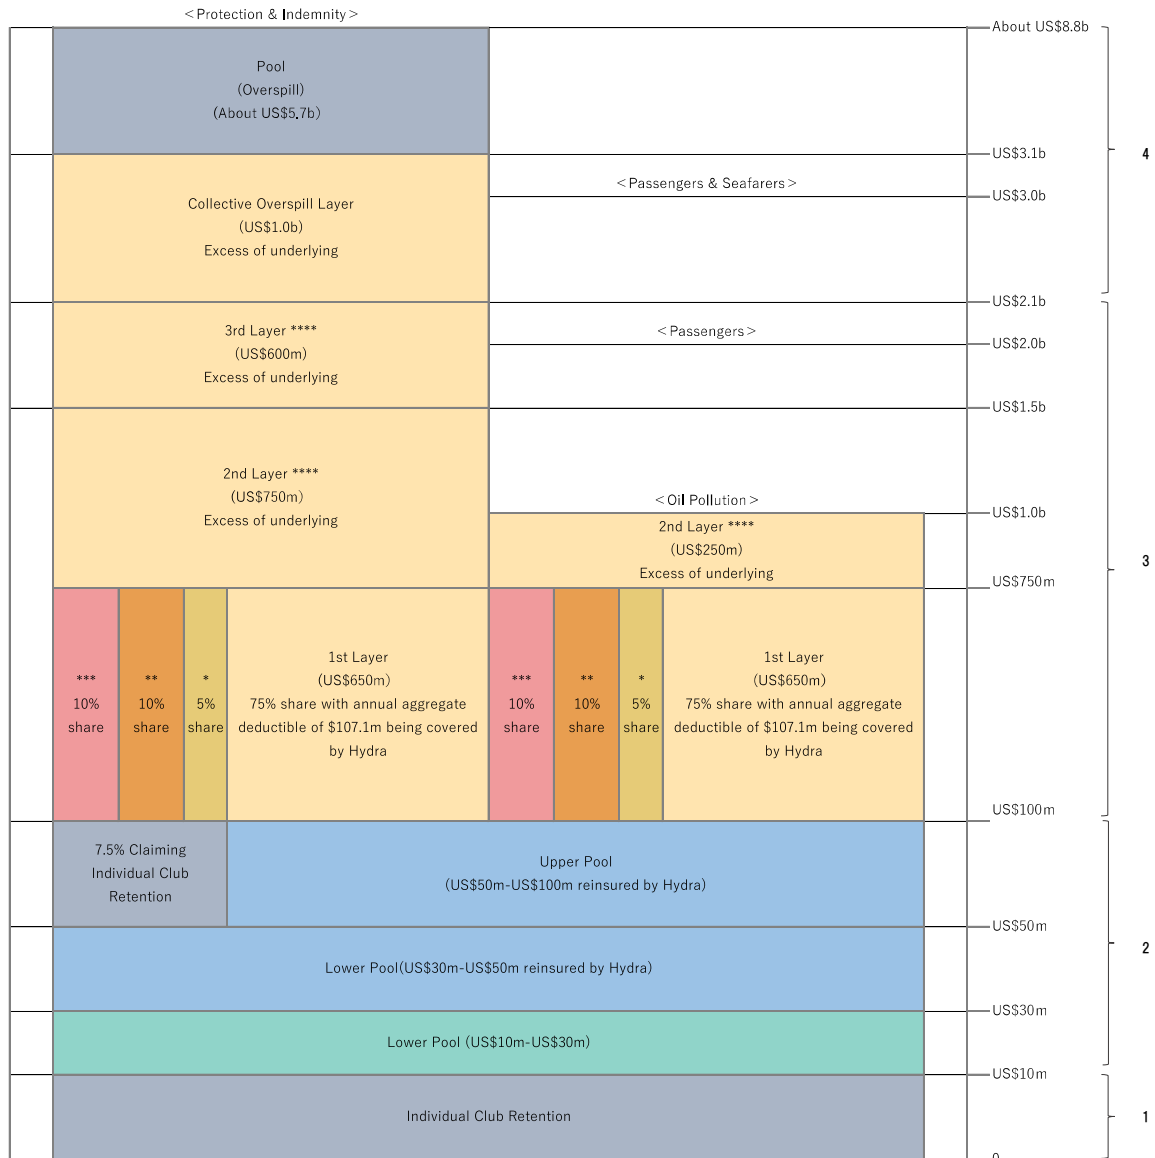 <Protection & Indemnity>
About US$8.8b
Pool
(Overspill)
(About US$5.7b)
4
US$3.1b
<Passengers & Seafarers>
US$3.0b
Collective Overspill Layer
(US$1.0b)
Excess of underlying
US$2.1b
3rd Layer ****
(US$600m)
Excess of underlying
<Passengers>
US$2.0b
US$1.5b
2nd Layer ****
(US$750m)
Excess of underlying
<Oil Pollution>
US$1.0b
2nd Layer ****
(US$250m)
Excess of underlying
3
US$750m
***
10%
share
**
10%
share
*
5%
share
1st Layer
(US$650m)
75% share with annual aggregate
deductible of $107.1m being covered
by Hydra
***
10%
share
**
10%
share
*
5%
share
1st Layer
(US$650m)
75% share with annual aggregate
deductible of $107.1m being covered
by Hydra
US$100m
7.5% Claiming
Individual Club
Retention
Upper Pool
(US$50m-US$100m reinsured by Hydra)
US$50m
2
Lower Pool(US$30m-US$50m reinsured by Hydra)
US$30m
Lower Pool (US$10m-US$30m)
US$10m
Individual Club Retention
1
0